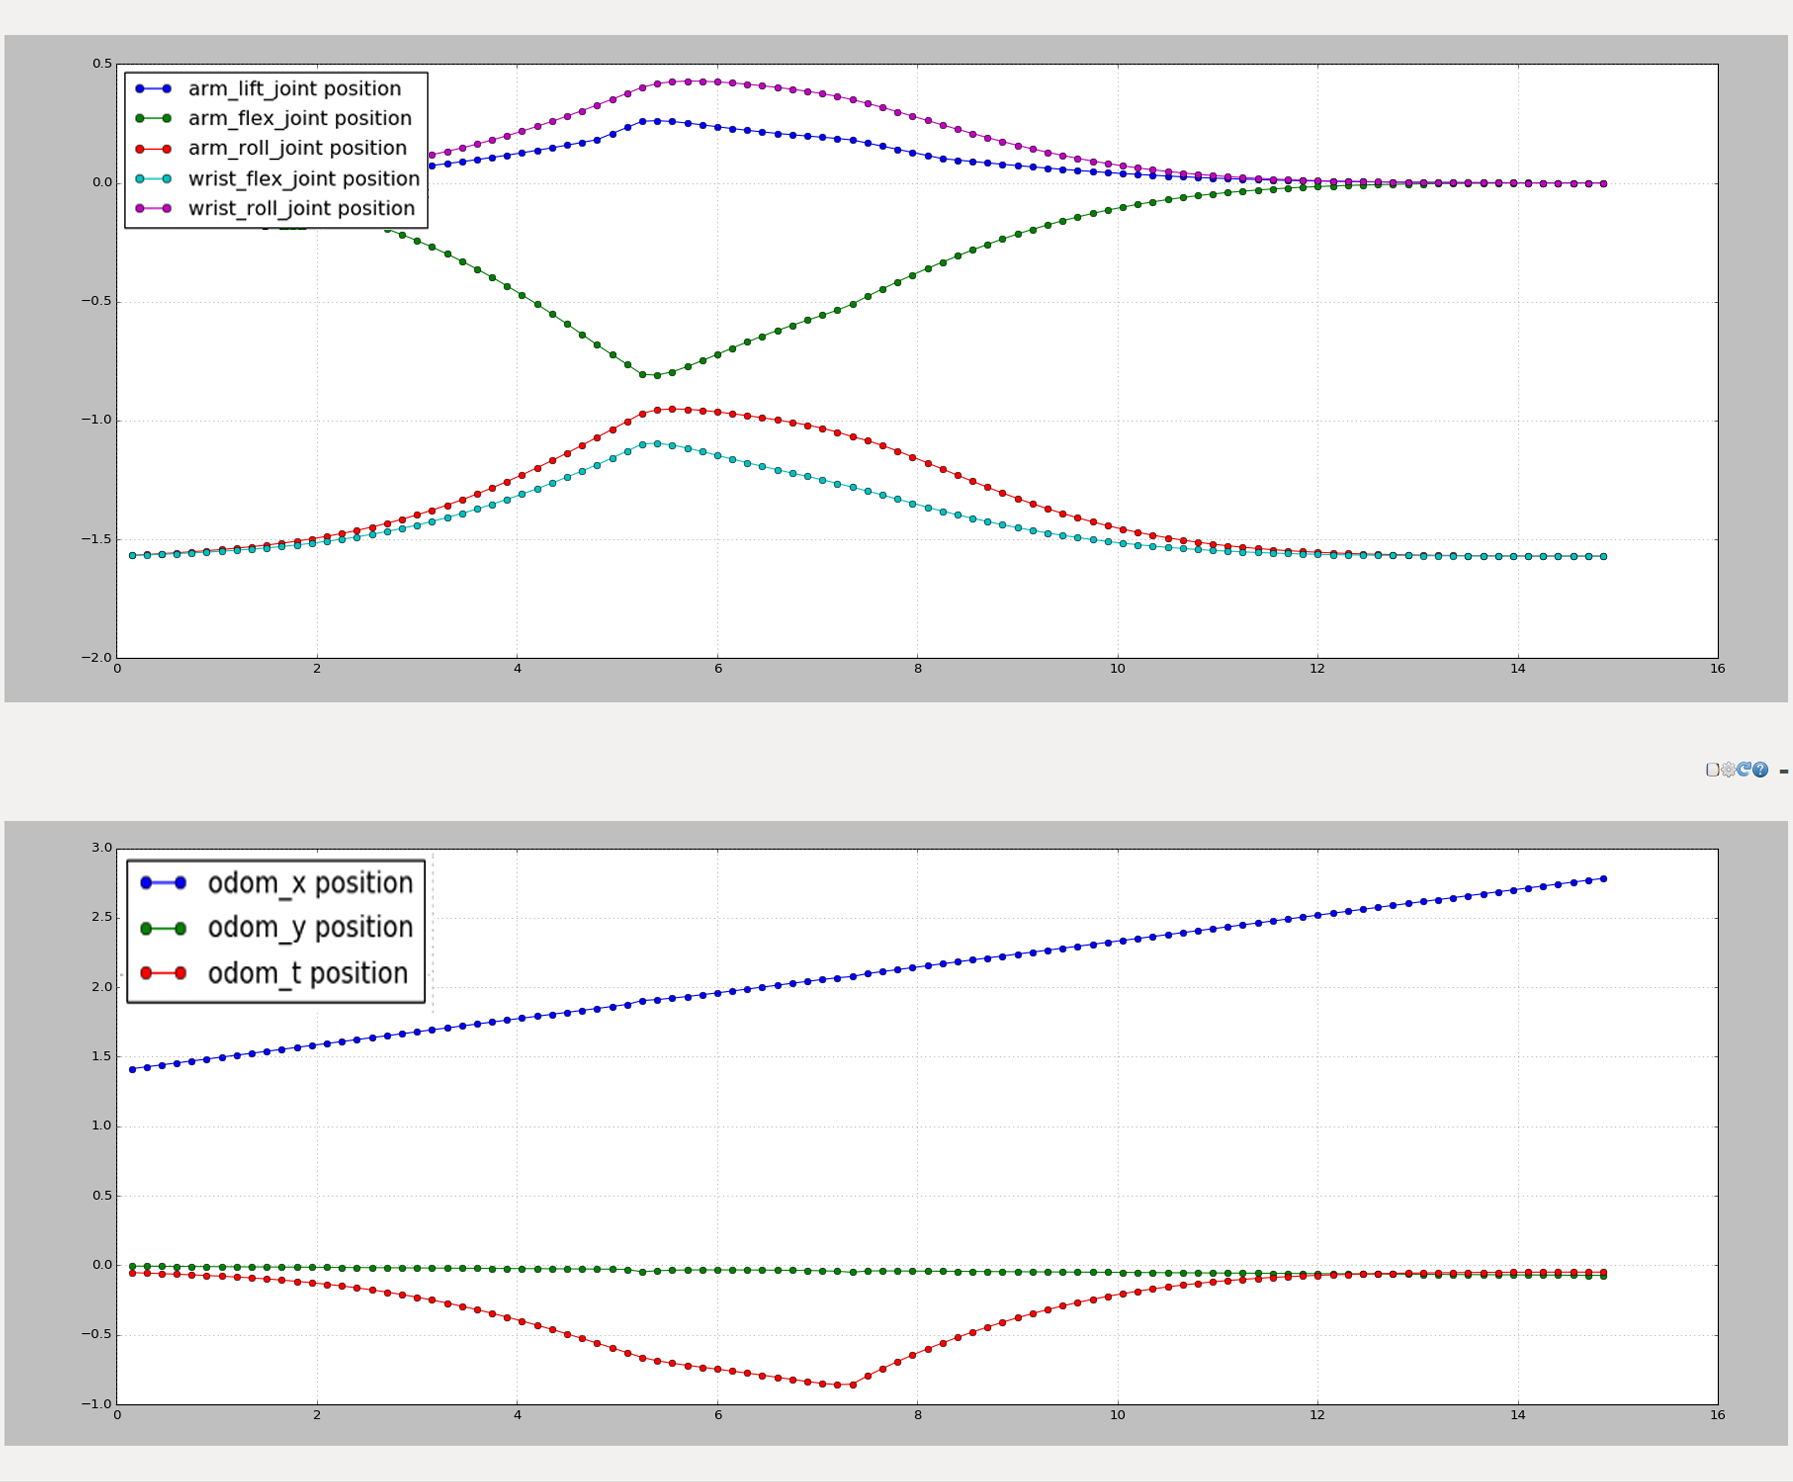 0.5
arm_lift_joint position
arm_flex_joint position
arm_roll_joint position
0.0
wrist_flex_joint position
wrist_roll_joint position
−0.5
−1.0
−1.5
−2.0
0 2 4 6 8 10 12 14 16
?
3.0
odom_x position
2.5
odom_y position
odom_t position
2.0
1.5
1.0
0.5
0.0
−0.5
−1.0
0 2 4 6 8 10 12 14 16